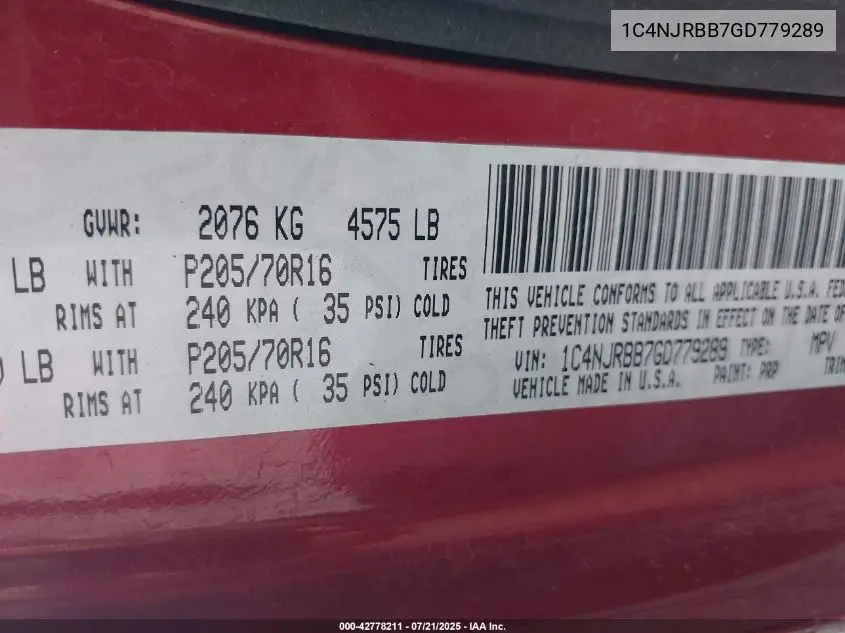 1C4NJRBB7GD779289
GVWR: 2076 KG 4575 LB
LB WITH P205/70R16 TIRES
RIMS AT 240 KPA ( 35 PSI) COLD
LB WITH P205/70R16 TIRES
RIMS AT 240 KPA ( 35 PSI) COLD
THIS VEHICLE CONFORMS TO ALL APPLICABLE U.S.A. FED
THEFT PREVENTION STANDARDS IN EFFECT ON THE DATE OF
VIN: 1C4NJRBB7GD779289 TYPE: MPV
VEHICLE MADE IN U.S.A. PAINT: PRP TRIM
000-42778211 - 07/21/2025 - IAA Inc.